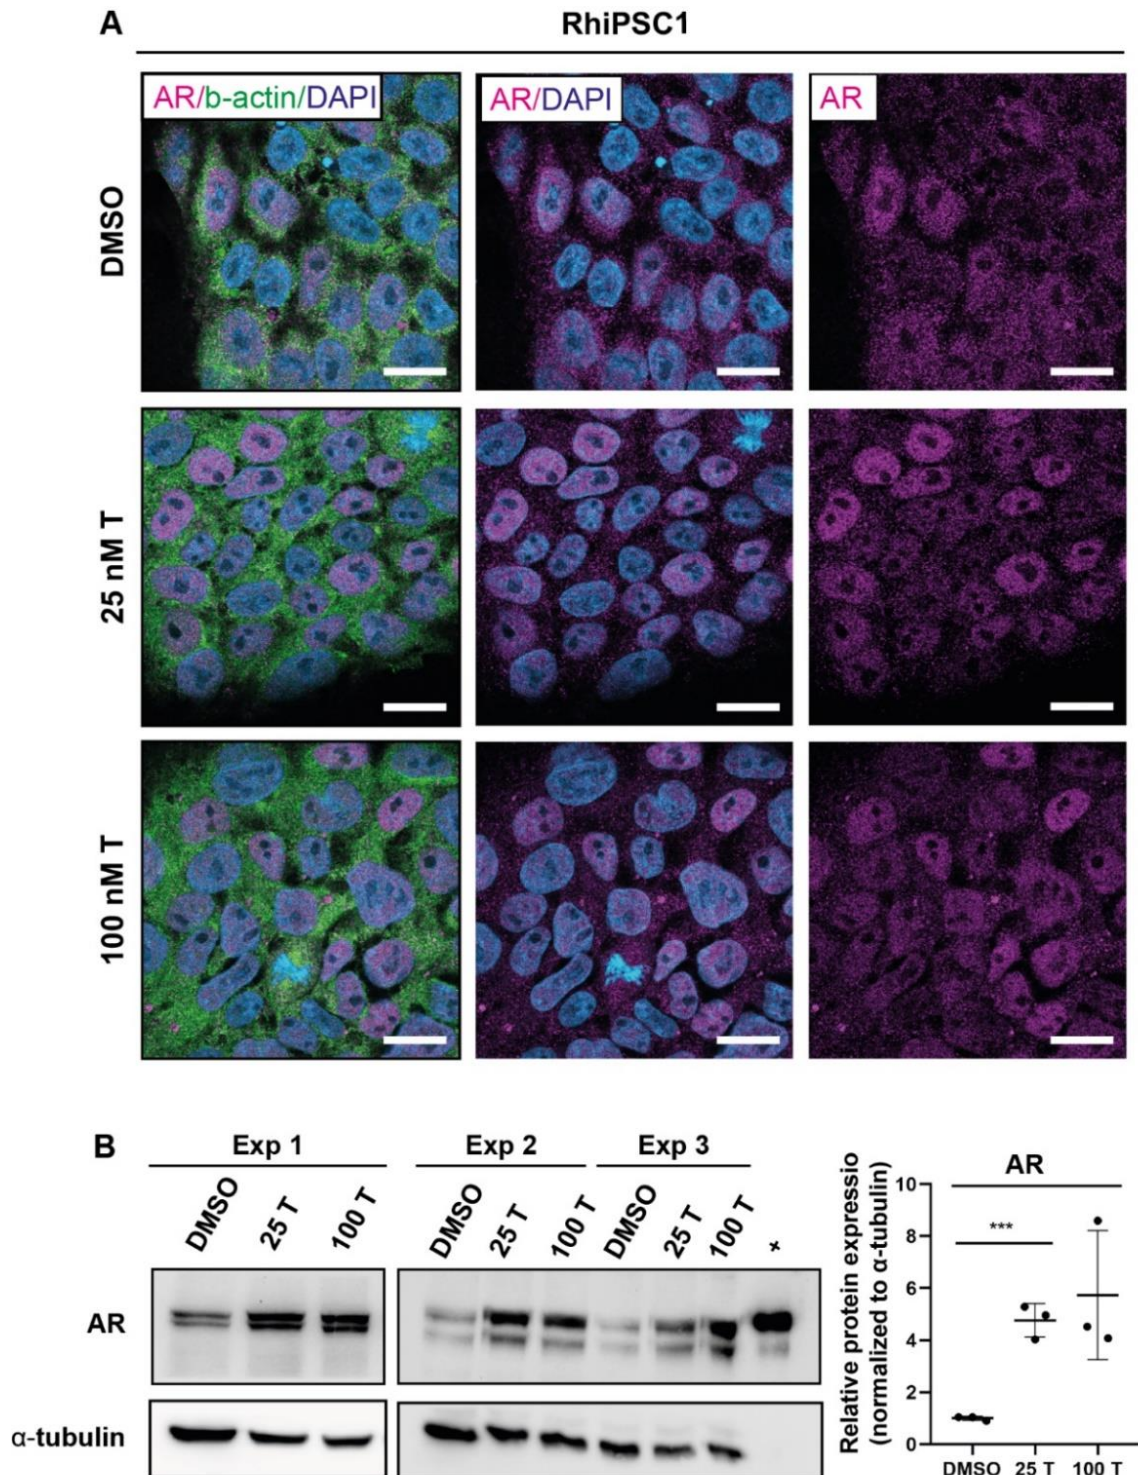 A
RhiPSC1
AR/b-actin/DAPI
AR/DAPI
AR
DMSO
25 nM T
100 nM T
B
Exp 1
Exp 2
Exp 3
DMSO
25 T
100 T
DMSO
25 T
100 T
DMSO
25 T
100 T
+
AR
α-tubulin
AR
Relative protein expressio
(normalized to α-tubulin)
10
8
6
4
2
0
***
DMSO
25 T
100 T